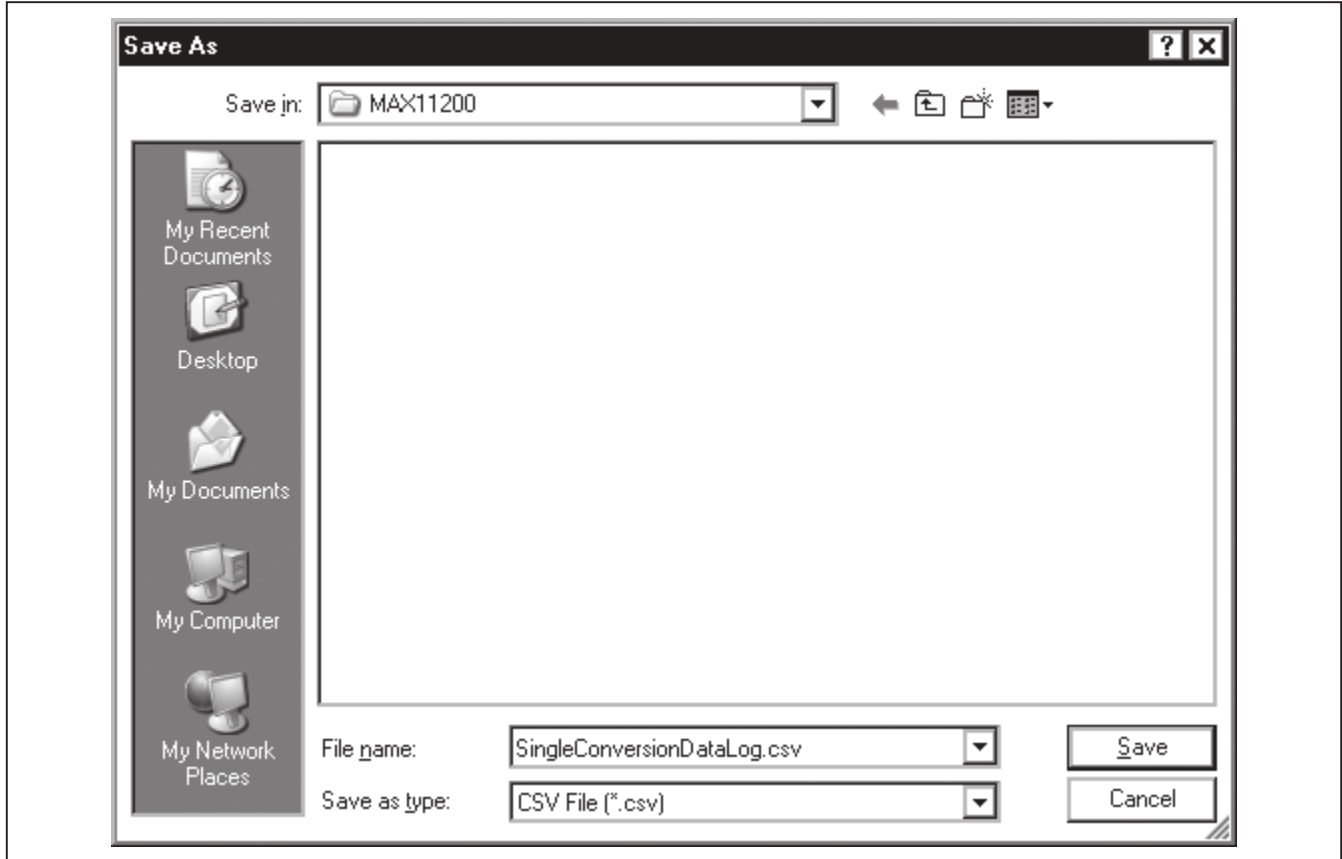 Save As
Save in:
MAX11200
My Recent
Documents
Desktop
My Documents
My Computer
My Network
Places
File name:
SingleConversionDataLog.csv
Save
Save as type:
CSV File (*.csv)
Cancel